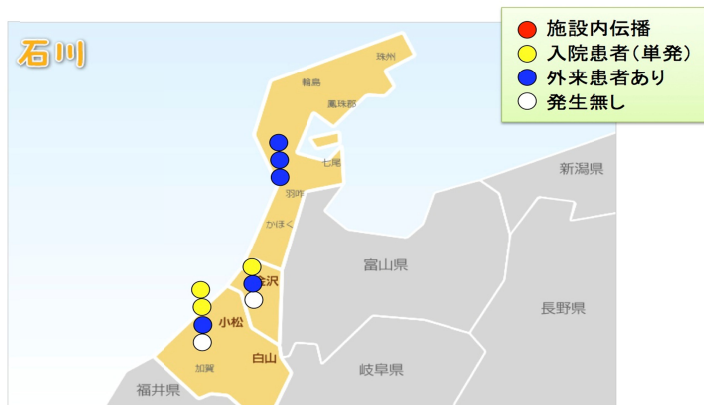 石川
施設内伝播
入院患者(単発)
外来患者あり
発生無し
珠州
輪島
鳳珠郡
七尾
羽咋
かほく
金沢
小松
白山
加賀
新潟県
富山県
長野県
岐阜県
福井県